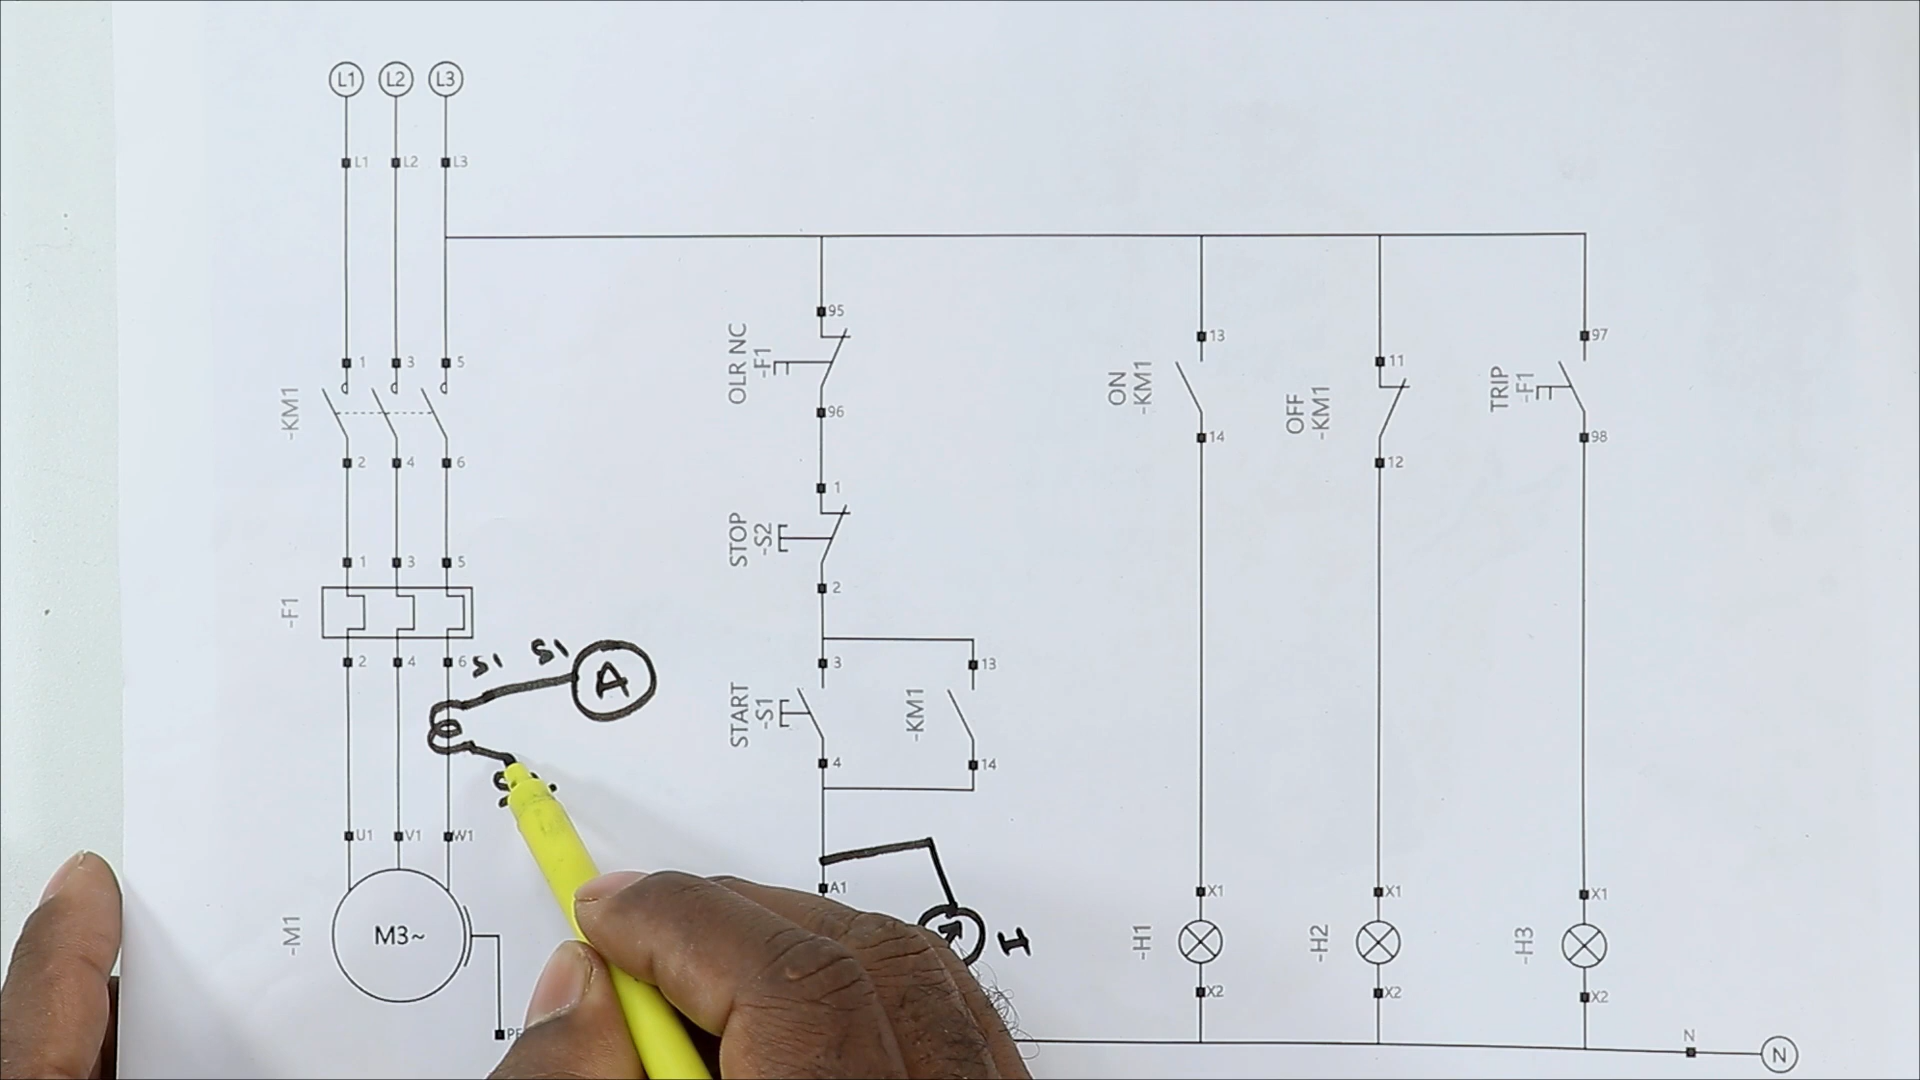 L1 L2 L3
L1 L2 L3
-KM1
1 3 5
2 4 6
-F1
1 3 5
2 4 6
S1 S1
A
U1 V1 W1
-M1
M3~
OLR NC
-F1
95
96
STOP
-S2
1
2
START
-S1
3
4
-KM1
13
14
A1
I
ON
-KM1
13
14
-H1
X1
X2
OFF
-KM1
11
12
-H2
X1
X2
TRIP
-F1
97
98
-H3
X1
X2
N
N